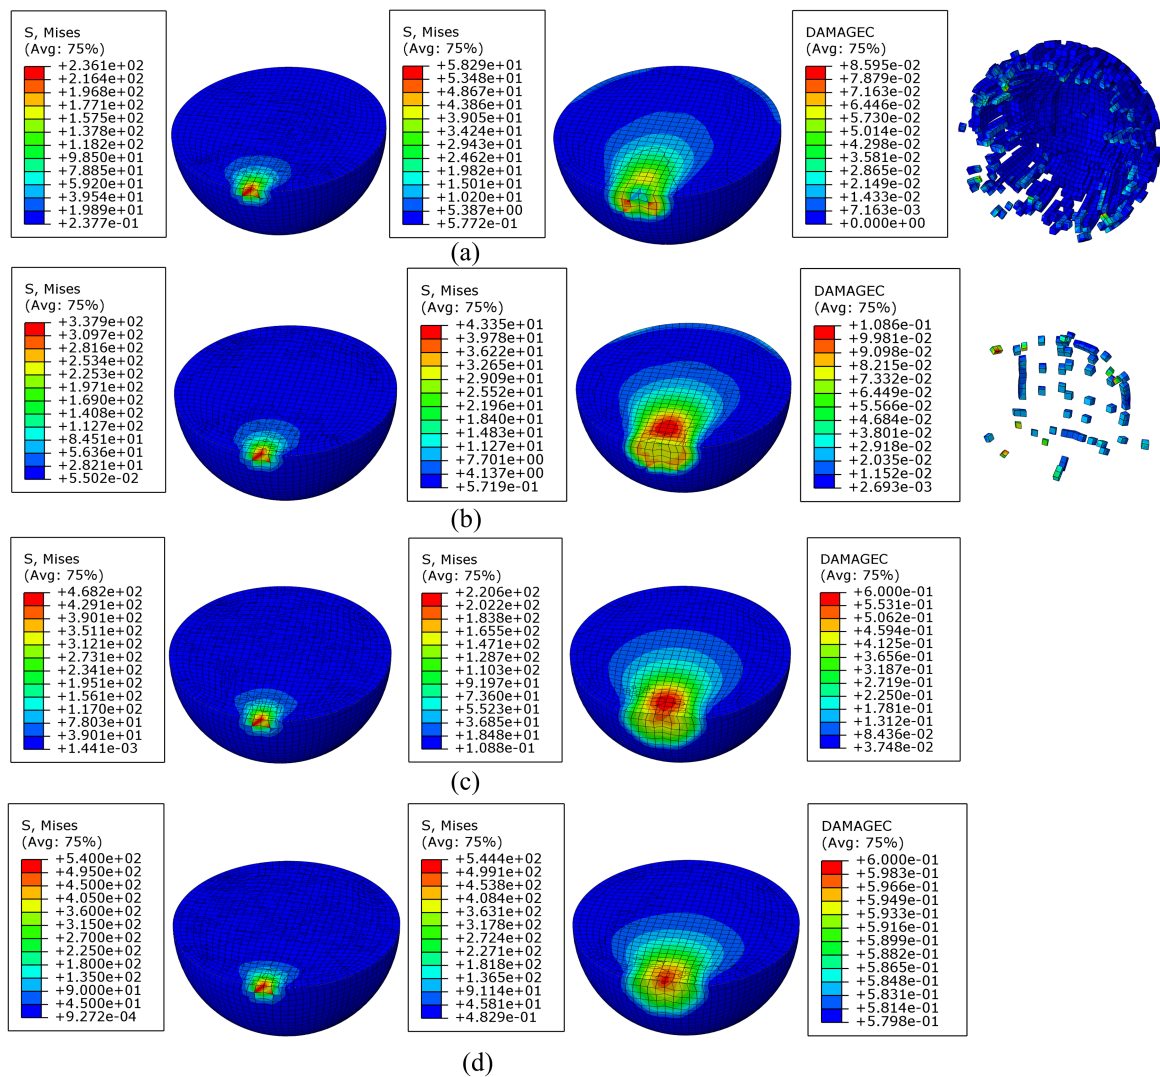 S, Mises
(Avg: 75%)
+2.361e+02
+2.164e+02
+1.968e+02
+1.771e+02
+1.575e+02
+1.378e+02
+1.182e+02
+9.850e+01
+7.885e+01
+5.920e+01
+3.954e+01
+1.989e+01
+2.377e-01
S, Mises
(Avg: 75%)
+5.829e+01
+5.348e+01
+4.867e+01
+4.386e+01
+3.905e+01
+3.424e+01
+2.943e+01
+2.462e+01
+1.982e+01
+1.501e+01
+1.020e+01
+5.387e+00
+5.772e-01
DAMAGEC
(Avg: 75%)
+8.595e-02
+7.879e-02
+7.163e-02
+6.446e-02
+5.730e-02
+5.014e-02
+4.298e-02
+3.581e-02
+2.865e-02
+2.149e-02
+1.433e-02
+7.163e-03
+0.000e+00
(a)
S, Mises
(Avg: 75%)
+3.379e+02
+3.097e+02
+2.816e+02
+2.534e+02
+2.253e+02
+1.971e+02
+1.690e+02
+1.408e+02
+1.127e+02
+8.451e+01
+5.636e+01
+2.821e+01
+5.502e-02
S, Mises
(Avg: 75%)
+4.335e+01
+3.978e+01
+3.622e+01
+3.265e+01
+2.909e+01
+2.552e+01
+2.196e+01
+1.840e+01
+1.483e+01
+1.127e+01
+7.701e+00
+4.137e+00
+5.719e-01
DAMAGEC
(Avg: 75%)
+1.086e-01
+9.981e-02
+9.098e-02
+8.215e-02
+7.332e-02
+6.449e-02
+5.566e-02
+4.684e-02
+3.801e-02
+2.918e-02
+2.035e-02
+1.152e-02
+2.693e-03
(b)
S, Mises
(Avg: 75%)
+4.682e+02
+4.291e+02
+3.901e+02
+3.511e+02
+3.121e+02
+2.731e+02
+2.341e+02
+1.951e+02
+1.561e+02
+1.170e+02
+7.803e+01
+3.901e+01
+1.441e-03
S, Mises
(Avg: 75%)
+2.206e+02
+2.022e+02
+1.838e+02
+1.655e+02
+1.471e+02
+1.287e+02
+1.103e+02
+9.197e+01
+7.360e+01
+5.523e+01
+3.685e+01
+1.848e+01
+1.088e-01
DAMAGEC
(Avg: 75%)
+6.000e-01
+5.531e-01
+5.062e-01
+4.594e-01
+4.125e-01
+3.656e-01
+3.187e-01
+2.719e-01
+2.250e-01
+1.781e-01
+1.312e-01
+8.436e-02
+3.748e-02
(c)
S, Mises
(Avg: 75%)
+5.400e+02
+4.950e+02
+4.500e+02
+4.050e+02
+3.600e+02
+3.150e+02
+2.700e+02
+2.250e+02
+1.800e+02
+1.350e+02
+9.000e+01
+4.500e+01
+9.272e-04
S, Mises
(Avg: 75%)
+5.444e+02
+4.991e+02
+4.538e+02
+4.084e+02
+3.631e+02
+3.178e+02
+2.724e+02
+2.271e+02
+1.818e+02
+1.365e+02
+9.114e+01
+4.581e+01
+4.829e-01
DAMAGEC
(Avg: 75%)
+6.000e-01
+5.983e-01
+5.966e-01
+5.949e-01
+5.933e-01
+5.916e-01
+5.899e-01
+5.882e-01
+5.865e-01
+5.848e-01
+5.831e-01
+5.814e-01
+5.798e-01
(d)